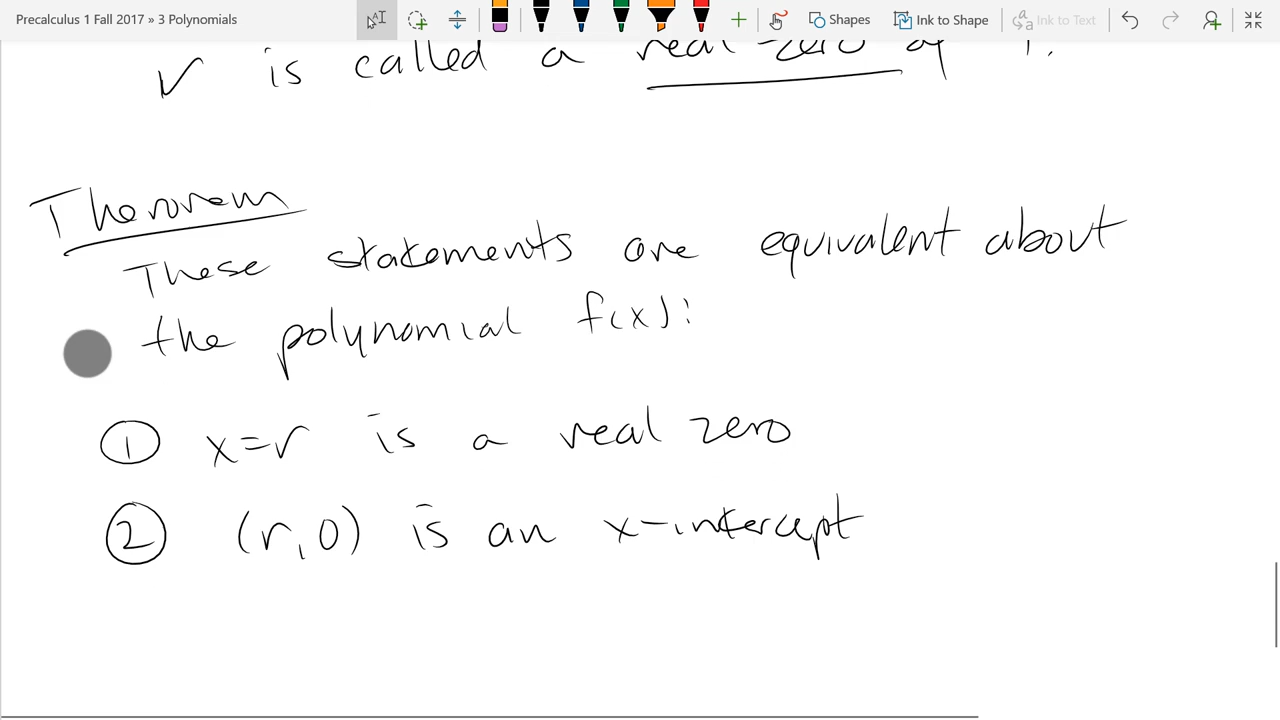 Precalculus 1 Fall 2017 » 3 Polynomials
Shapes
Ink to Shape
Ink to Text
r is called a real zero of f.
Theorem
These statements are equivalent about
the polynomial f(x):
① x=r is a real zero
② (r,0) is an x-intercept